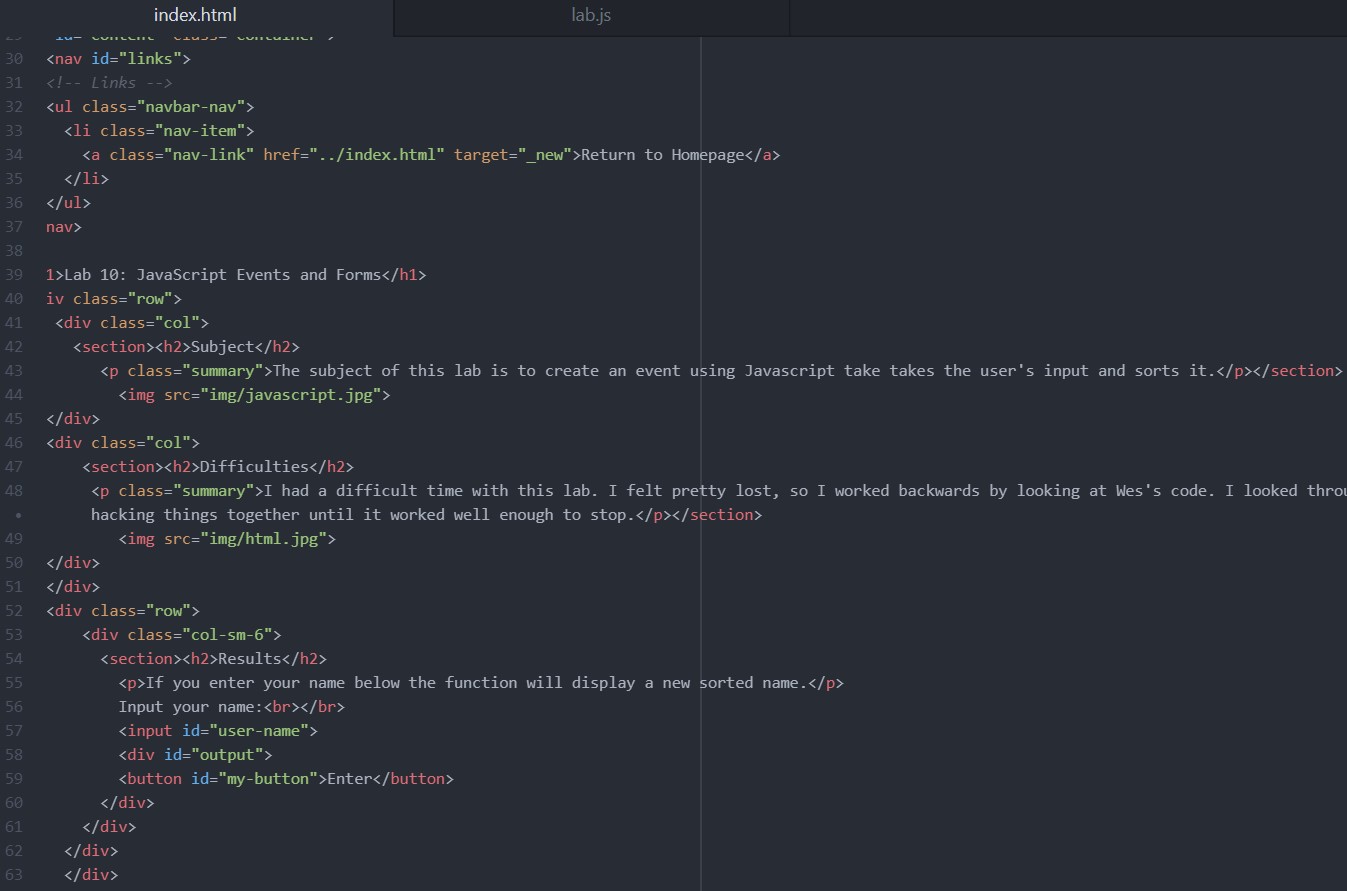 index.html
lab.js
29 id="content" class="container">
30 <nav id="links">
31 <!-- Links -->
32 <ul class="navbar-nav">
33 <li class="nav-item">
34 <a class="nav-link" href="../index.html" target="_new">Return to Homepage</a>
35 </li>
36 </ul>
37 nav>
38
39 1>Lab 10: JavaScript Events and Forms</h1>
40 iv class="row">
41 <div class="col">
42 <section><h2>Subject</h2>
43 <p class="summary">The subject of this lab is to create an event using Javascript take takes the user's input and sorts it.</p></section>
44 <img src="img/javascript.jpg">
45 </div>
46 <div class="col">
47 <section><h2>Difficulties</h2>
48 <p class="summary">I had a difficult time with this lab. I felt pretty lost, so I worked backwards by looking at Wes's code. I looked throu
• hacking things together until it worked well enough to stop.</p></section>
49 <img src="img/html.jpg">
50 </div>
51 </div>
52 <div class="row">
53 <div class="col-sm-6">
54 <section><h2>Results</h2>
55 <p>If you enter your name below the function will display a new sorted name.</p>
56 Input your name:<br></br>
57 <input id="user-name">
58 <div id="output">
59 <button id="my-button">Enter</button>
60 </div>
61 </div>
62 </div>
63 </div>